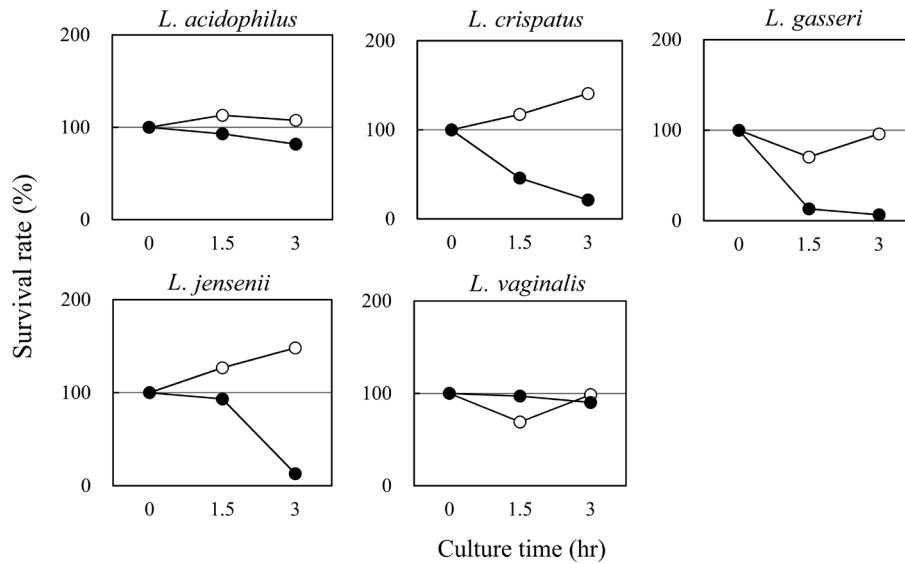 L. acidophilus
L. crispatus
L. gasseri
200
100
0
0 1.5 3
200
100
0
0 1.5 3
200
100
0
0 1.5 3
L. jensenii
L. vaginalis
200
100
0
0 1.5 3
200
100
0
0 1.5 3
Survival rate (%)
Culture time (hr)